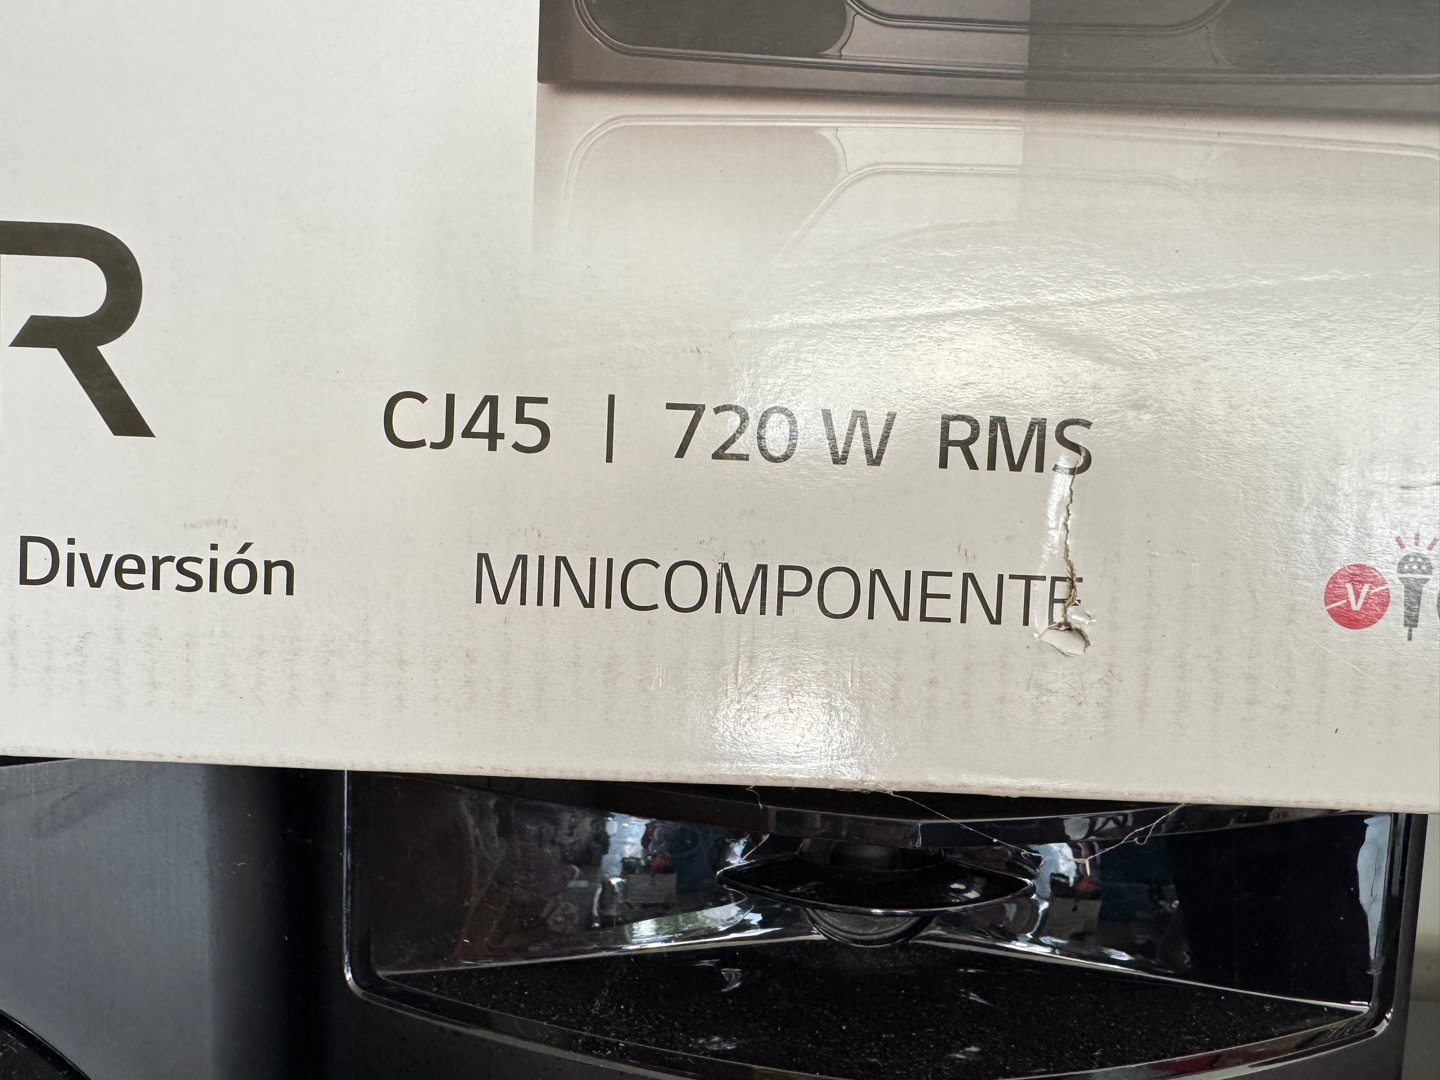 R
CJ45 | 720 W RMS
Diversión
MINICOMPONENTE
V